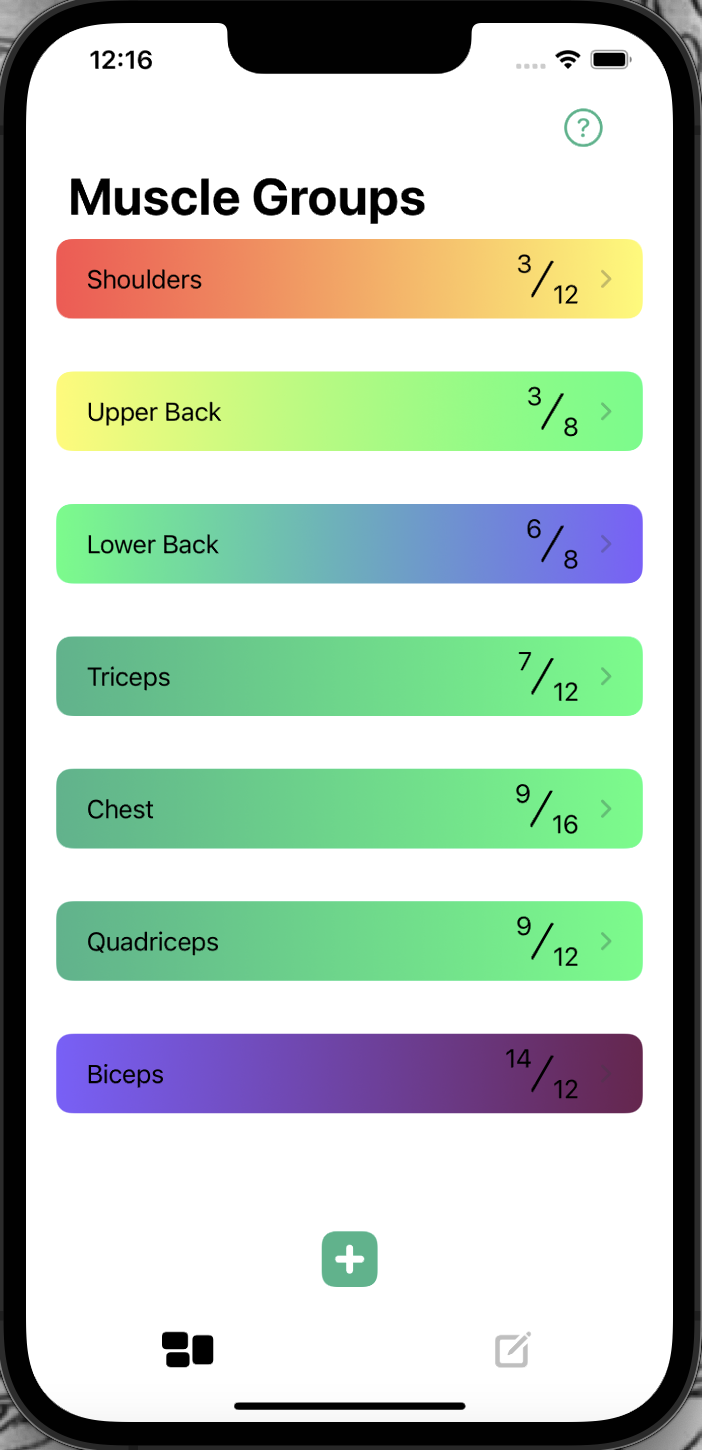 12:16
?
Muscle Groups
Shoulders 3/12
Upper Back 3/8
Lower Back 6/8
Triceps 7/12
Chest 9/16
Quadriceps 9/12
Biceps 14/12